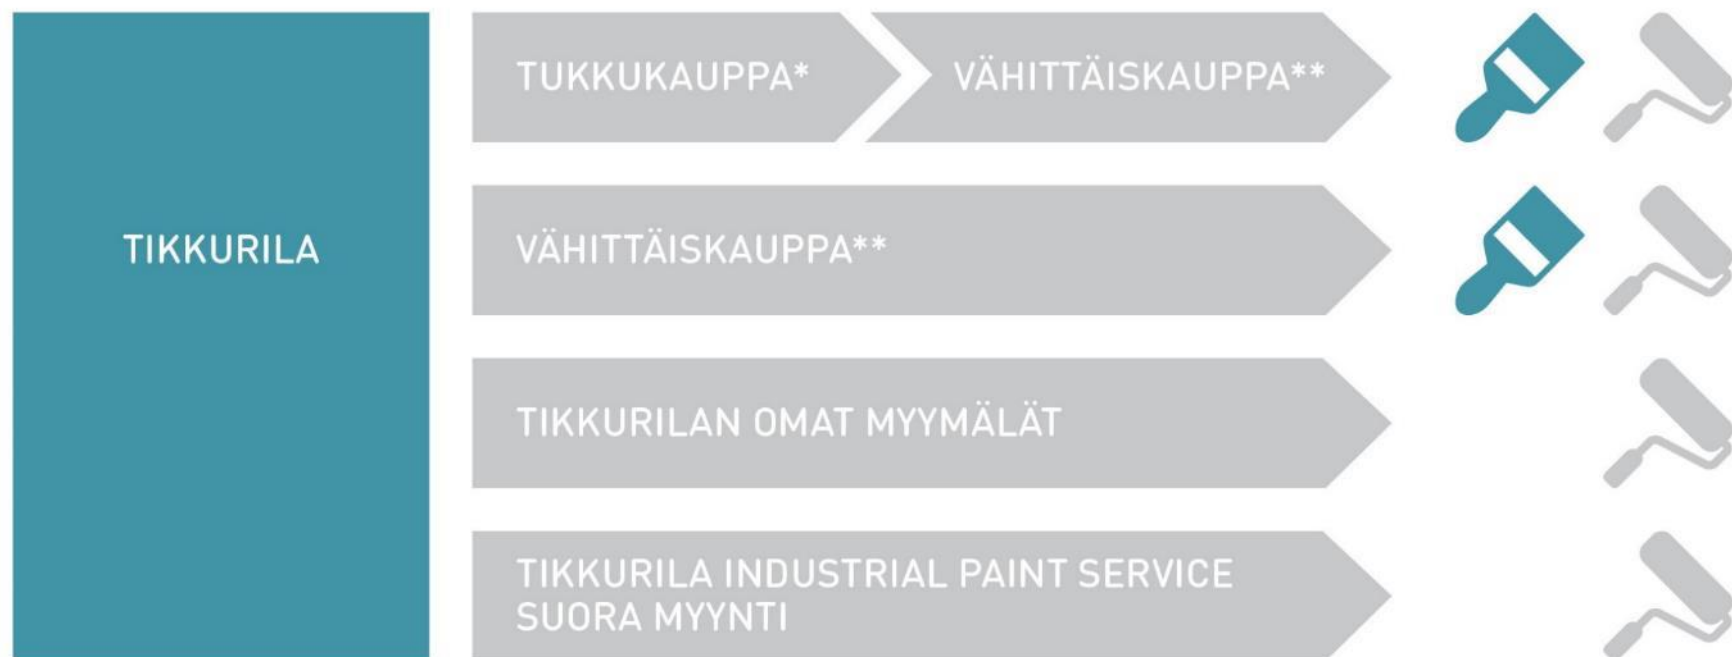 TIKKURILA
TUKKUKAUPPA*
VÄHITTÄISKAUPPA**
VÄHITTÄISKAUPPA**
TIKKURILAN OMAT MYYMÄLÄT
TIKKURILA INDUSTRIAL PAINT SERVICE
SUORA MYYNTI